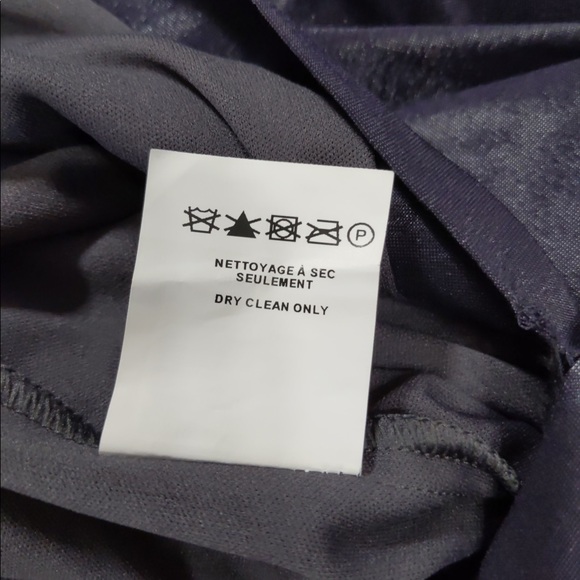 P
NETTOYAGE À SEC
SEULEMENT
DRY CLEAN ONLY